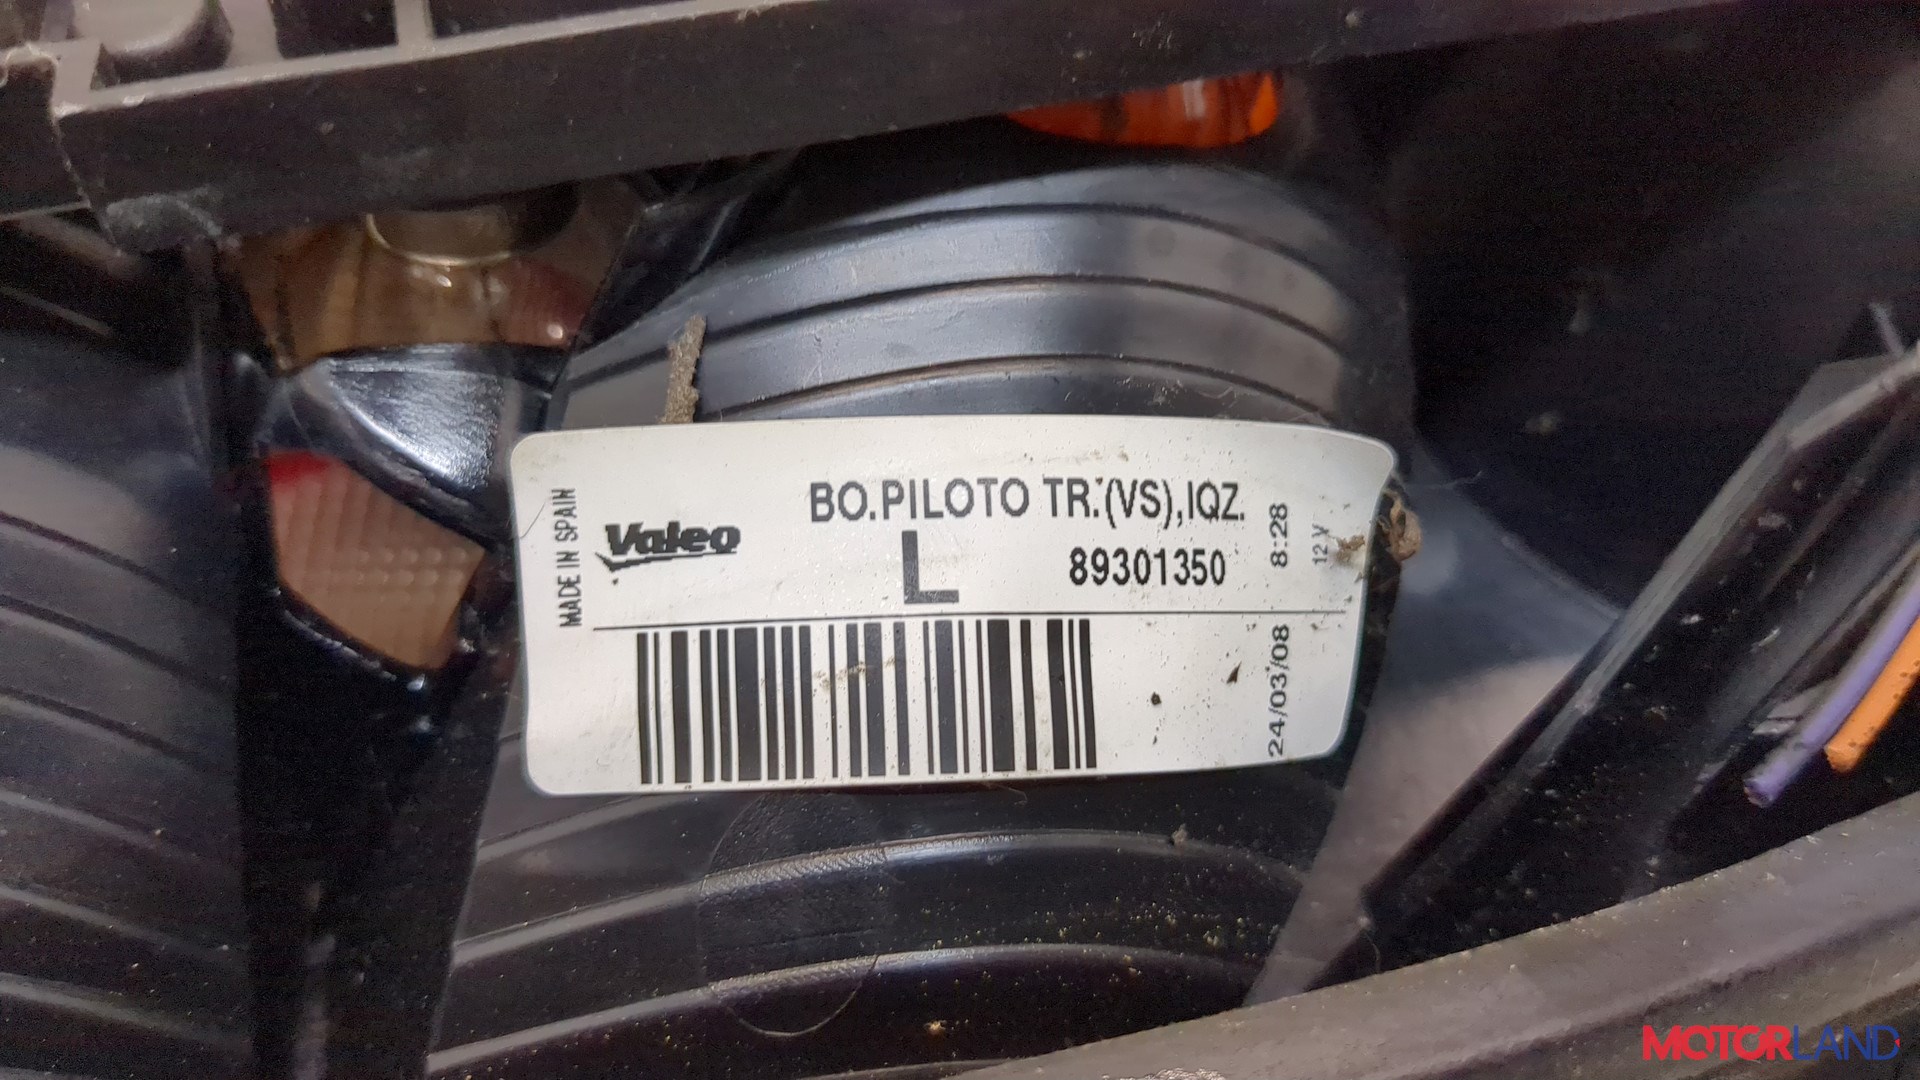 MADE IN SPAIN
Valeo
BO.PILOTO TR.(VS),IQZ.
L
89301350
8:28
12 V
24/03/08
MOTORLAND